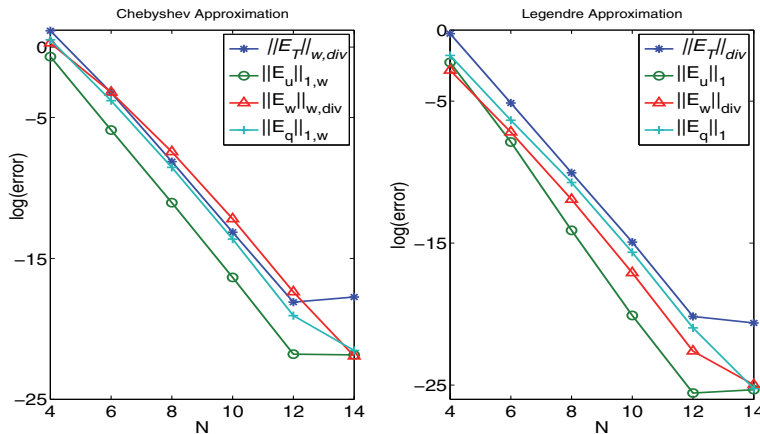 Chebyshev Approximation
||E_T||_{w,div}
||E_u||_{1,w}
||E_w||_{w,div}
||E_q||_{1,w}
log(error)
0
−5
−15
−25
4 6 8 10 12 14
N
Legendre Approximation
||E_T||_{div}
||E_u||_1
||E_w||_{div}
||E_q||_1
log(error)
−5
−15
−25
4 6 8 10 12 14
N